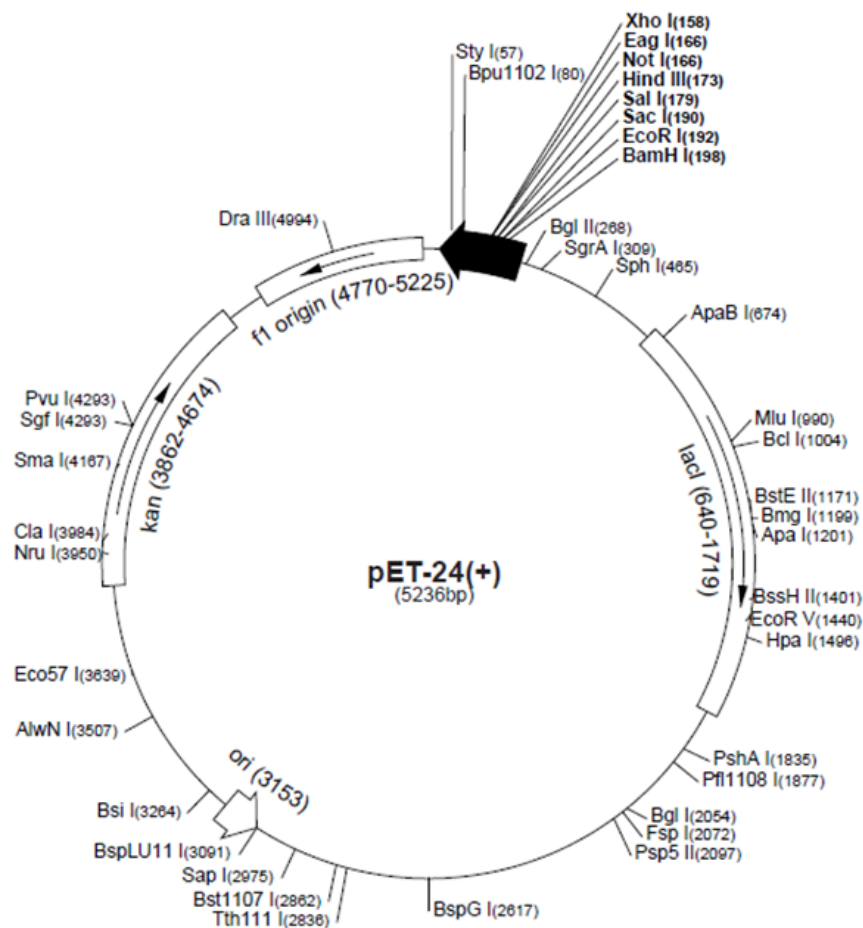 Xho I(158)
Eag I(166)
Not I(166)
Hind III(173)
Sal I(179)
Sac I(190)
EcoR I(192)
BamH I(198)
Sty I(57)
Bpu1102 I(80)
Bgl II(268)
SgrA I(309)
Sph I(465)
ApaB I(674)
Mlu I(990)
Bcl I(1004)
BstE II(1171)
Bmg I(1199)
Apa I(1201)
BssH II(1401)
EcoR V(1440)
Hpa I(1496)
lacI (640-1719)
PshA I(1835)
Pfl1108 I(1877)
Bgl I(2054)
Fsp I(2072)
Psp5 II(2097)
BspG I(2617)
Tth111 I(2836)
Bst1107 I(2862)
Sap I(2975)
BspLU11 I(3091)
ori (3153)
Bsi I(3264)
AlwN I(3507)
Eco57 I(3639)
Nru I(3950)
Cla I(3984)
Sma I(4167)
Sgf I(4293)
Pvu I(4293)
kan (3862-4674)
Dra III(4994)
f1 origin (4770-5225)
pET-24(+)
(5236bp)